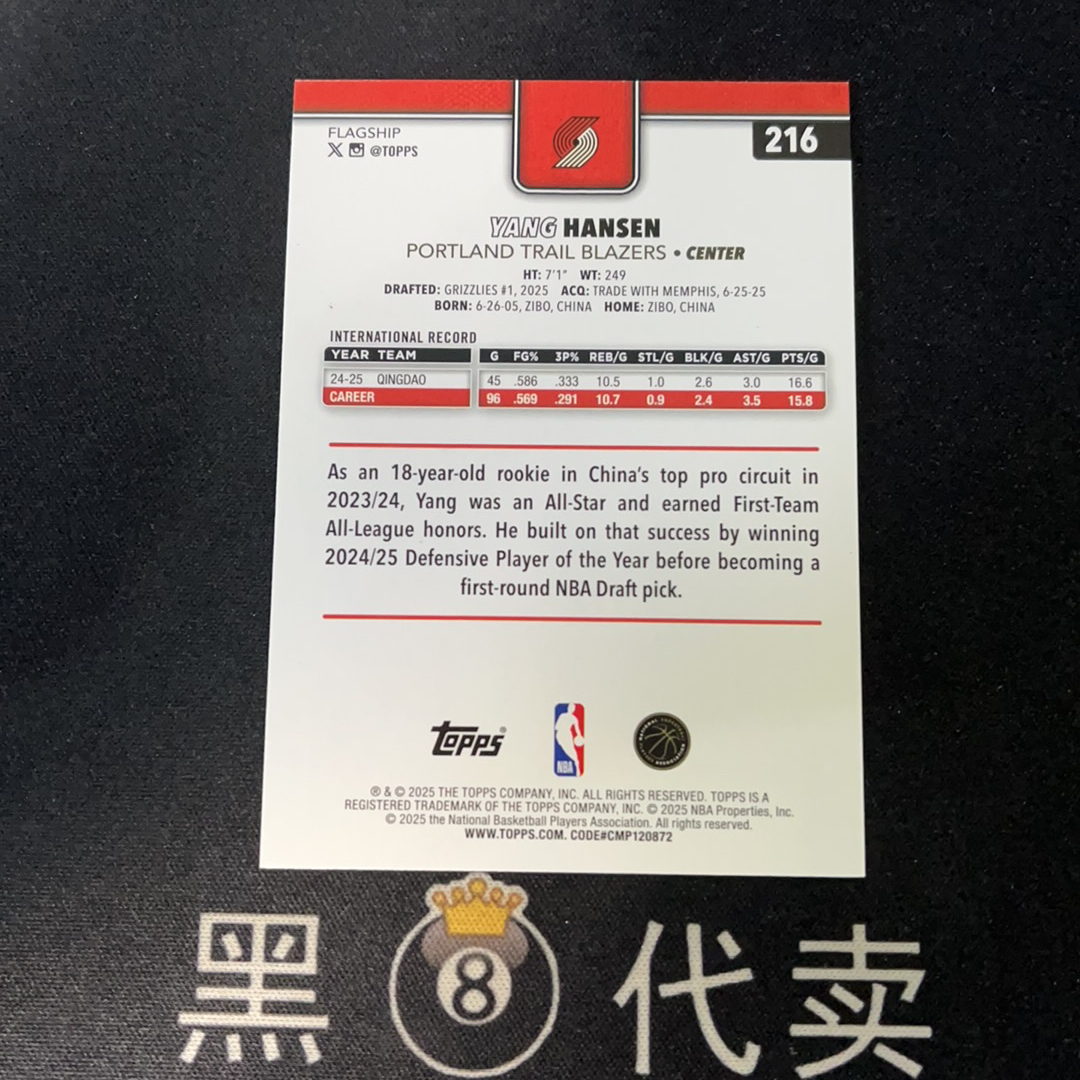 FLAGSHIP
216
X @TOPPS
YANG HANSEN
PORTLAND TRAIL BLAZERS • CENTER
HT: 7'1" WT: 249
DRAFTED: GRIZZLIES #1, 2025 ACQ: TRADE WITH MEMPHIS, 6-25-25
BORN: 6-26-05, ZIBO, CHINA HOME: ZIBO, CHINA
INTERNATIONAL RECORD
YEAR TEAM G FG% 3P% REB/G STL/G BLK/G AST/G PTS/G
24-25 QINGDAO 45 .586 .333 10.5 1.0 2.6 3.0 16.6
CAREER 96 .569 .291 10.7 0.9 2.4 3.5 15.8
As an 18-year-old rookie in China's top pro circuit in
2023/24, Yang was an All-Star and earned First-Team
All-League honors. He built on that success by winning
2024/25 Defensive Player of the Year before becoming a
first-round NBA Draft pick.
Topps®
NBA
® & © 2025 THE TOPPS COMPANY, INC. ALL RIGHTS RESERVED. TOPPS IS A
REGISTERED TRADEMARK OF THE TOPPS COMPANY, INC. © 2025 NBA Properties, Inc.
© 2025 the National Basketball Players Association. All rights reserved.
WWW.TOPPS.COM. CODE#CMP120872
黑8代卖